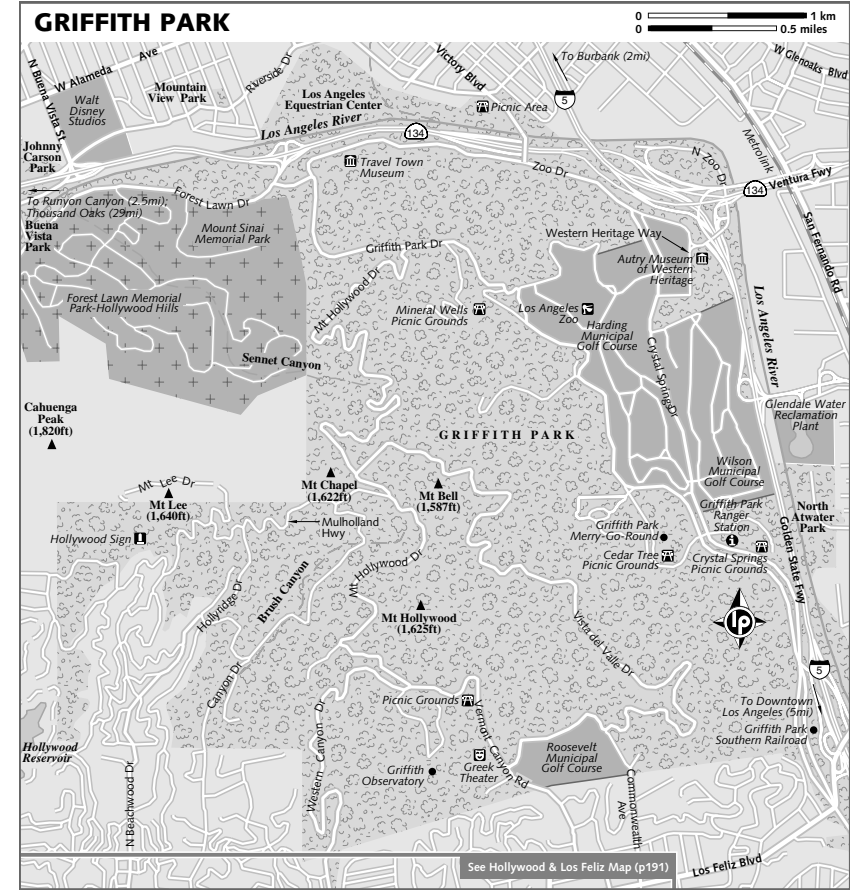 GRIFFITH PARK
0 1 km
0 0.5 miles
To Burbank (2mi)
W Glenoaks Blvd
W Alameda Ave
N Buena Vista St
Riverside Dr
Victory Blvd
5
Mountain
View Park
Walt
Disney
Studios
Los Angeles
Equestrian Center
Picnic Area
Los Angeles River
134
Metrolink
Johnny
Carson
Park
Travel Town
Museum
Zoo Dr
N Zoo Dr
134
Ventura Fwy
To Runyon Canyon (2.5mi);
Thousand Oaks (29mi)
Forest Lawn Dr
Buena
Vista
Park
Mount Sinai
Memorial Park
San Fernando Rd
Western Heritage Way
Griffith Park Dr
Autry Museum
of Western
Heritage
Mt Hollywood Dr
Forest Lawn Memorial
Park-Hollywood Hills
Mineral Wells
Picnic Grounds
Los Angeles
Zoo
Harding
Municipal
Golf Course
Los Angeles River
Crystal Springs Dr
Sennet Canyon
Cahuenga
Peak
(1,820ft)
Glendale Water
Reclamation
Plant
GRIFFITH PARK
Wilson
Municipal
Golf Course
Mt Lee Dr
Mt Lee
(1,640ft)
Mt Chapel
(1,622ft)
Mt Bell
(1,587ft)
Griffith Park
Ranger
Station
North
Atwater
Park
Mulholland
Hwy
Hollywood Sign
Griffith Park
Merry-Go-Round
Cedar Tree
Picnic Grounds
Crystal Springs
Picnic Grounds
Golden State Fwy
Mt Hollywood Dr
Brush Canyon
Hollyridge Dr
Mt Hollywood
(1,625ft)
lp
Vista del Valle Dr
Canyon Dr
5
Picnic Grounds
To Downtown
Los Angeles (5mi)
Griffith Park
Southern Railroad
Western Canyon Dr
Vermont Canyon Rd
Hollywood
Reservoir
Roosevelt
Municipal
Golf Course
Griffith
Observatory
Greek
Theater
N Beachwood Dr
Commonwealth
Ave
See Hollywood & Los Feliz Map (p191)
Los Feliz Blvd